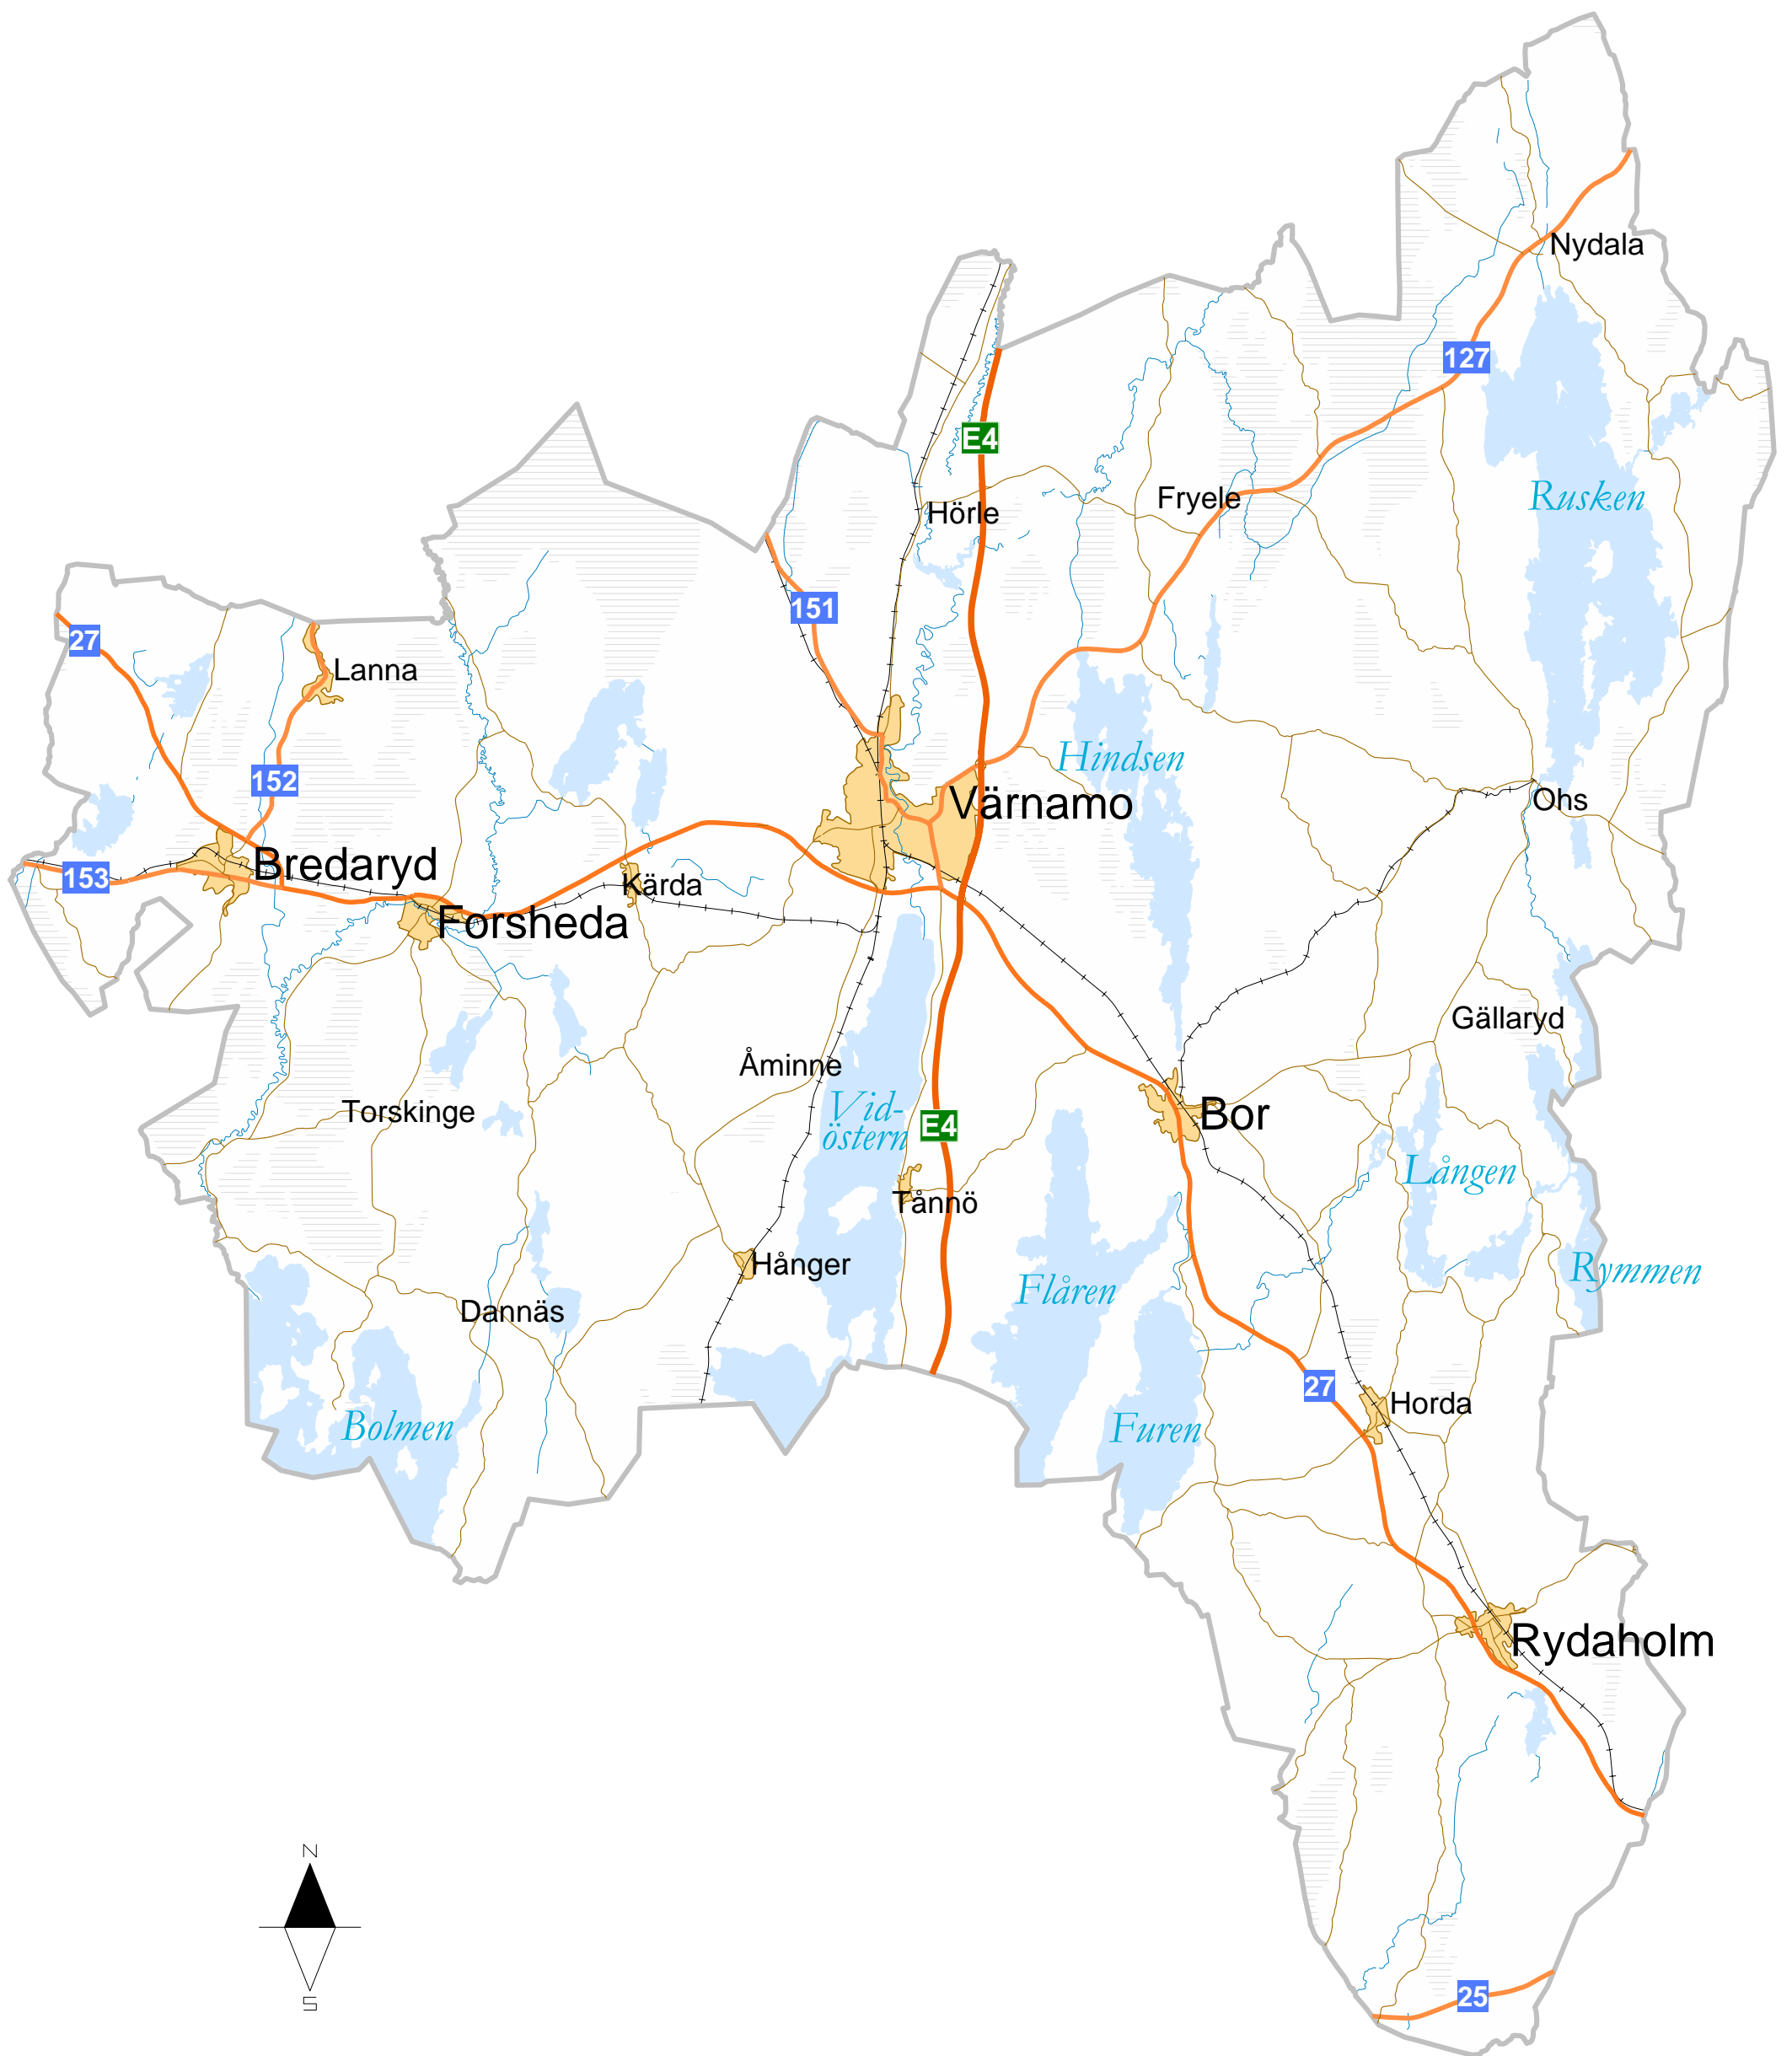 Nydala
127
E4
Rusken
Fryele
Hörle
151
27
Lanna
Hindsen
152
Ohs
Värnamo
Bredaryd
153
Kärda
Forsheda
Gällaryd
Åminne
Vid-
östern
Torskinge
Bor
E4
Lången
Tånnö
Hånger
Rymmen
Flåren
Dannäs
27
Horda
Bolmen
Furen
Rydaholm
N
S
25